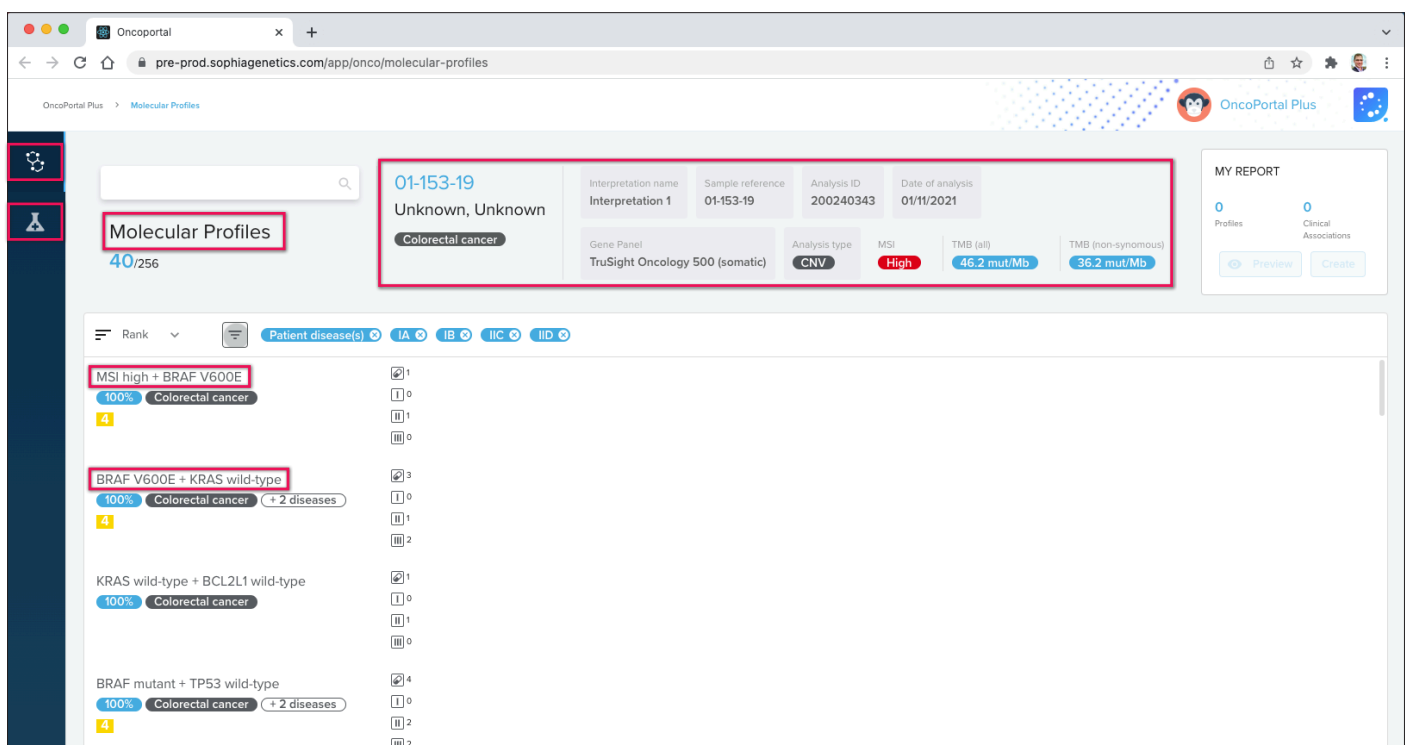 Oncoportal
pre-prod.sophiagenetics.com/app/onco/molecular-profiles
OncoPortal Plus > Molecular Profiles
OncoPortal Plus
Molecular Profiles
40/256
01-153-19
Unknown, Unknown
Colorectal cancer
Interpretation name Sample reference Analysis ID Date of analysis
Interpretation 1 01-153-19 200240343 01/11/2021
Gene Panel Analysis type MSI TMB (all) TMB (non-synomous)
TruSight Oncology 500 (somatic) CNV High 46.2 mut/Mb 36.2 mut/Mb
MY REPORT
0 0
Profiles Clinical
Associations
Preview Create
Rank Patient disease(s) IA IB IIC IID
MSI high + BRAF V600E 1
100% Colorectal cancer I 0
4 II 1
III 0
BRAF V600E + KRAS wild-type 3
100% Colorectal cancer + 2 diseases I 0
4 II 1
III 2
KRAS wild-type + BCL2L1 wild-type 1
100% Colorectal cancer I 0
II 1
III 0
BRAF mutant + TP53 wild-type 4
100% Colorectal cancer + 2 diseases I 0
4 II 2
III 2